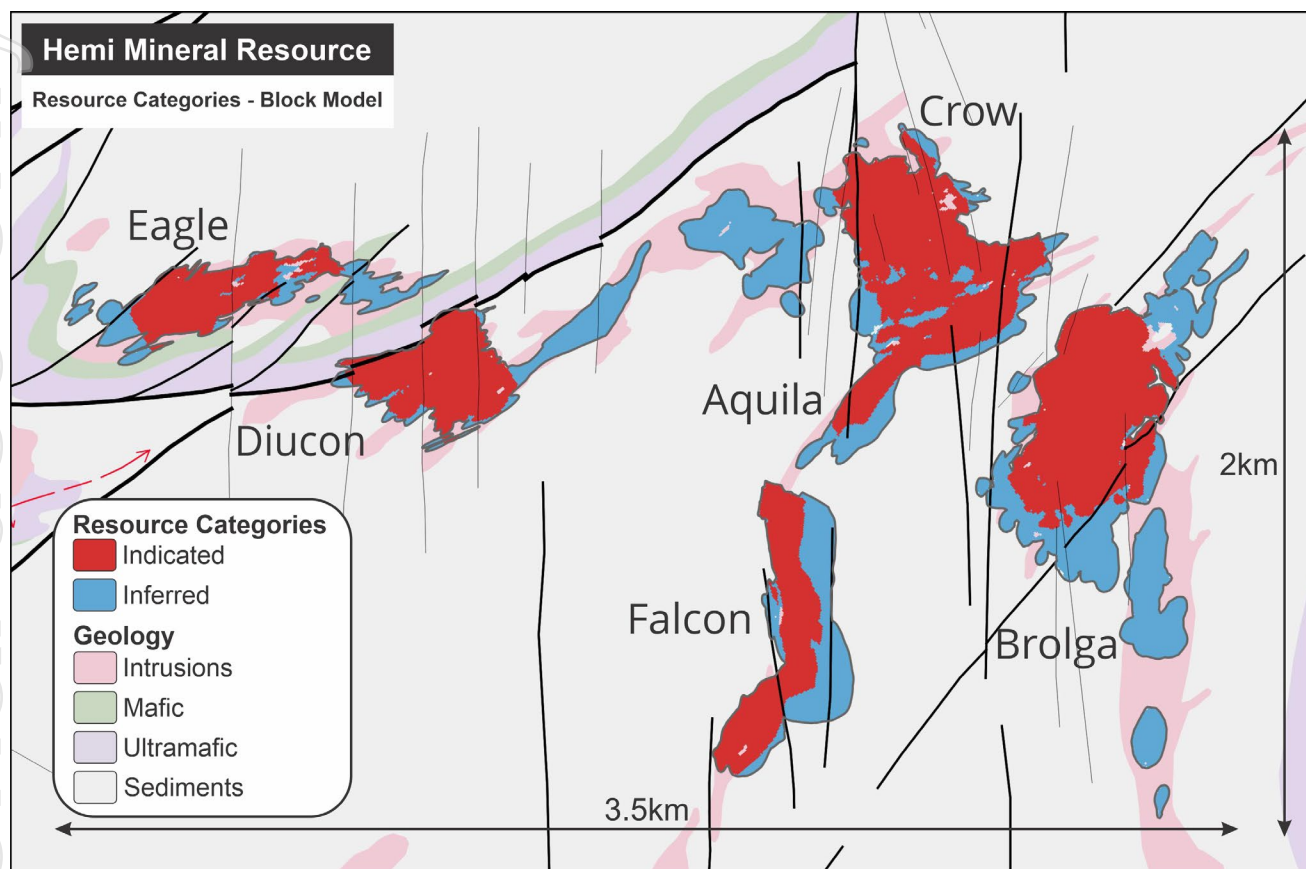 Hemi Mineral Resource
Resource Categories - Block Model
Crow
Eagle
Aquila
Diucon
2km
Resource Categories
Indicated
Inferred
Falcon
Brolga
Geology
Intrusions
Mafic
Ultramafic
Sediments
3.5km